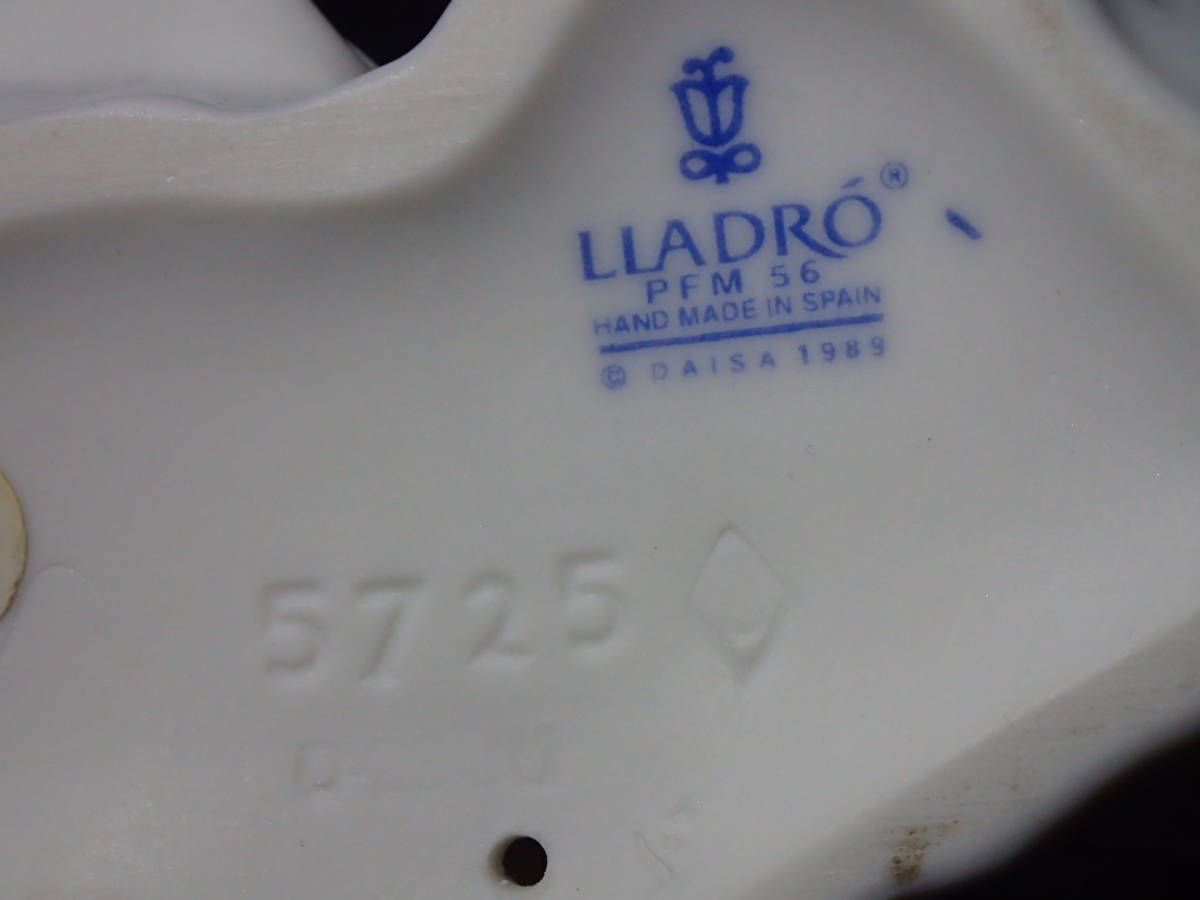 LLADRÓ®
PFM 56
HAND MADE IN SPAIN
© DAISA 1989
5725